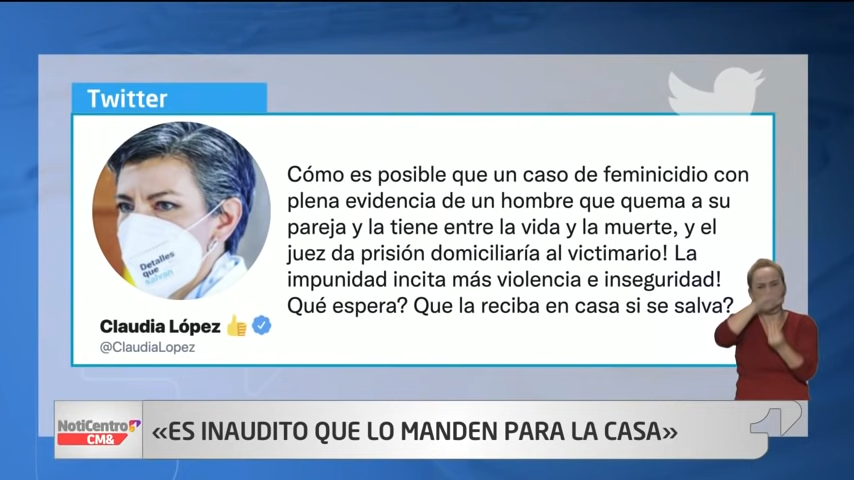 Twitter
Cómo es posible que un caso de feminicidio con
plena evidencia de un hombre que quema a su
pareja y la tiene entre la vida y la muerte, y el
juez da prisión domiciliaría al victimario! La
impunidad incita más violencia e inseguridad!
Qué espera? Que la reciba en casa si se salva?
Detalles
que
salvan
Claudia López
@ClaudiaLopez
NotiCentro 1
CM&
«ES INAUDITO QUE LO MANDEN PARA LA CASA»
1